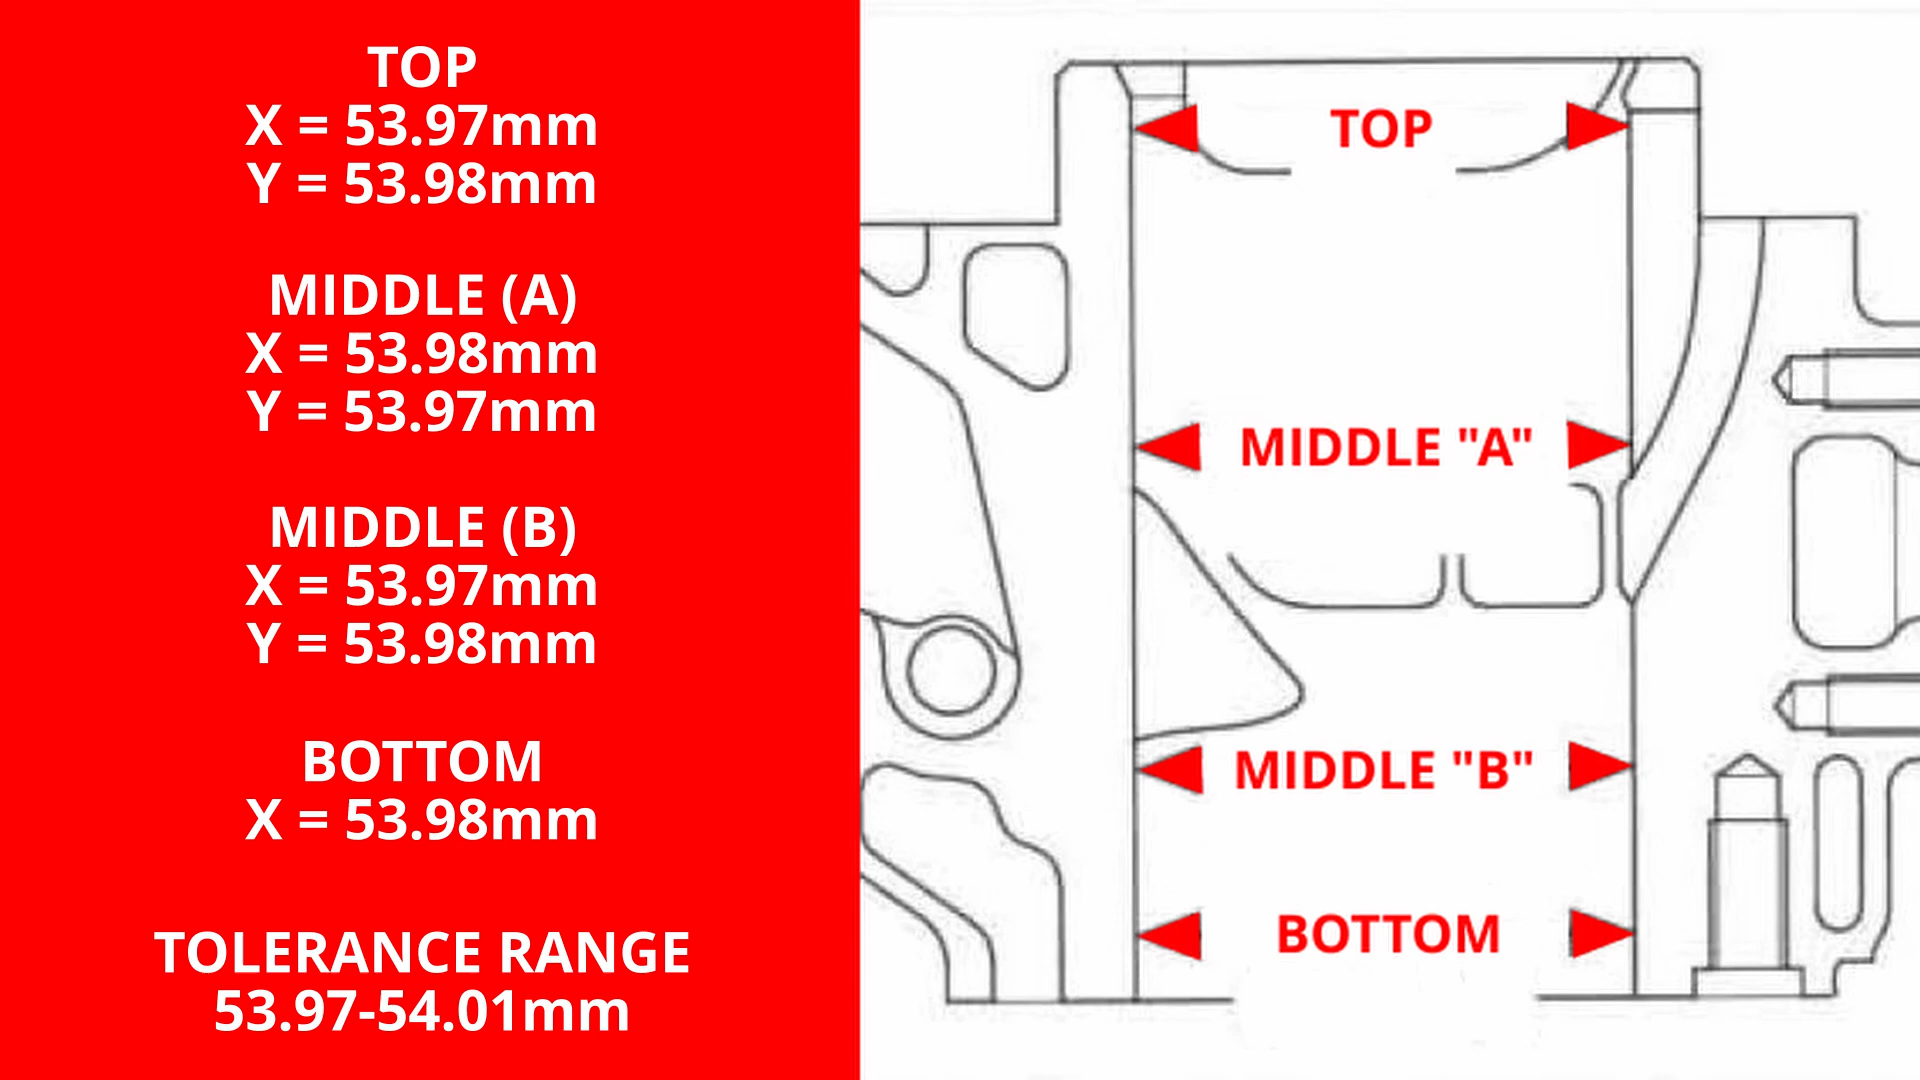 TOP
X = 53.97mm
Y = 53.98mm
MIDDLE (A)
X = 53.98mm
Y = 53.97mm
MIDDLE (B)
X = 53.97mm
Y = 53.98mm
BOTTOM
X = 53.98mm
TOLERANCE RANGE
53.97-54.01mm
TOP
MIDDLE "A"
MIDDLE "B"
BOTTOM